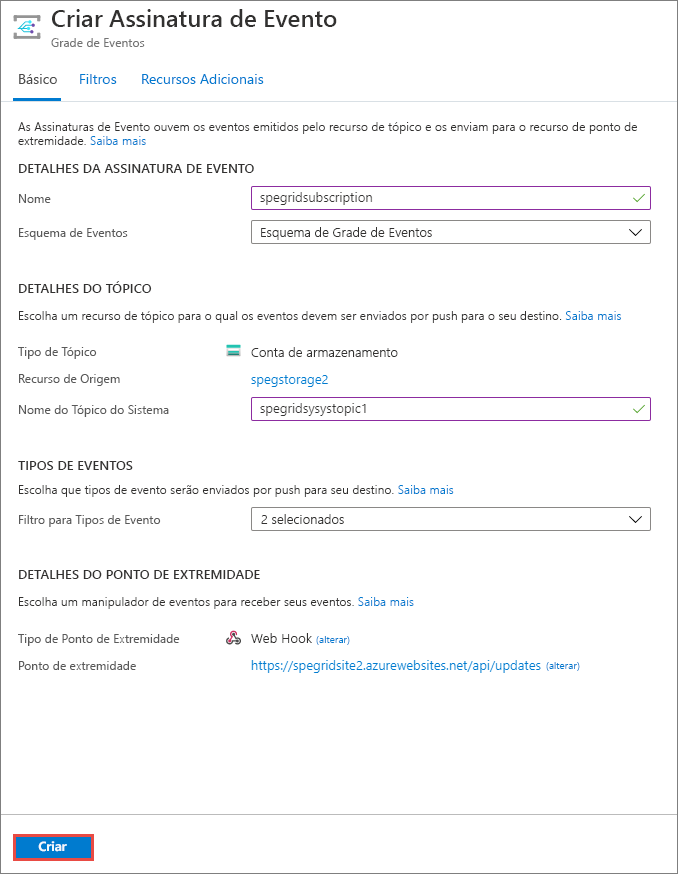 Criar Assinatura de Evento
Grade de Eventos
Básico Filtros Recursos Adicionais
As Assinaturas de Evento ouvem os eventos emitidos pelo recurso de tópico e os enviam para o recurso de ponto de
extremidade. Saiba mais
DETALHES DA ASSINATURA DE EVENTO
Nome spegridsubscription
Esquema de Eventos Esquema de Grade de Eventos
DETALHES DO TÓPICO
Escolha um recurso de tópico para o qual os eventos devem ser enviados por push para o seu destino. Saiba mais
Tipo de Tópico Conta de armazenamento
Recurso de Origem spegstorage2
Nome do Tópico do Sistema spegridsysystopic1
TIPOS DE EVENTOS
Escolha que tipos de evento serão enviados por push para seu destino. Saiba mais
Filtro para Tipos de Evento 2 selecionados
DETALHES DO PONTO DE EXTREMIDADE
Escolha um manipulador de eventos para receber seus eventos. Saiba mais
Tipo de Ponto de Extremidade Web Hook (alterar)
Ponto de extremidade https://spegridsite2.azurewebsites.net/api/updates (alterar)
Criar